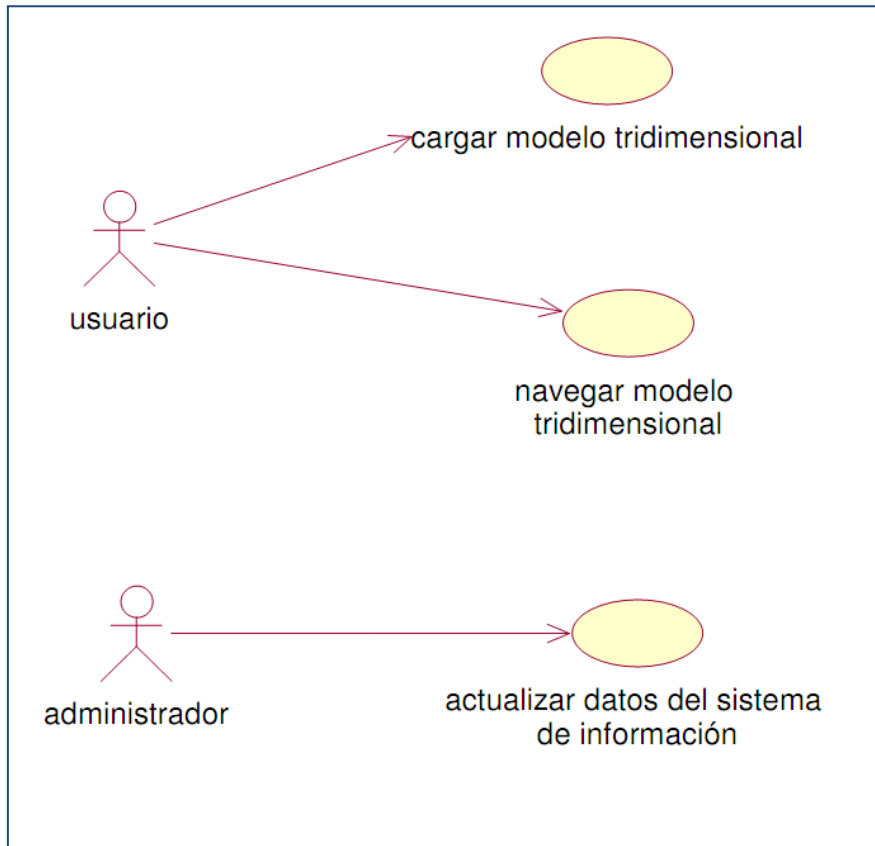 cargar modelo tridimensional
usuario
navegar modelo
tridimensional
administrador
actualizar datos del sistema
de información